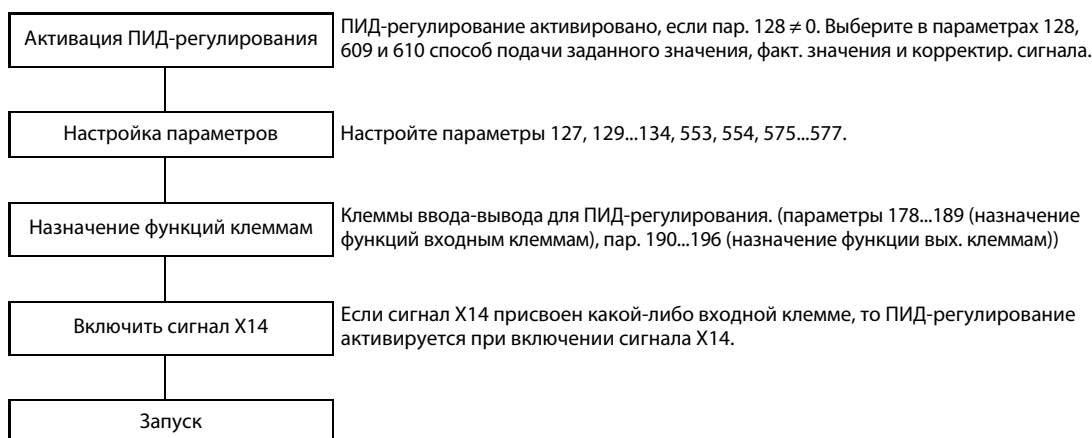 Активация ПИД-регулирования
ПИД-регулирование активировано, если пар. 128 ≠ 0. Выберите в параметрах 128,
609 и 610 способ подачи заданного значения, факт. значения и корректир. сигнала.
Настройка параметров
Настройте параметры 127, 129...134, 553, 554, 575...577.
Назначение функций клеммам
Клеммы ввода-вывода для ПИД-регулирования. (параметры 178...189 (назначение
функций входным клеммам), пар. 190...196 (назначение функции вых. клеммам))
Включить сигнал X14
Если сигнал X14 присвоен какой-либо входной клемме, то ПИД-регулирование
активируется при включении сигнала X14.
Запуск